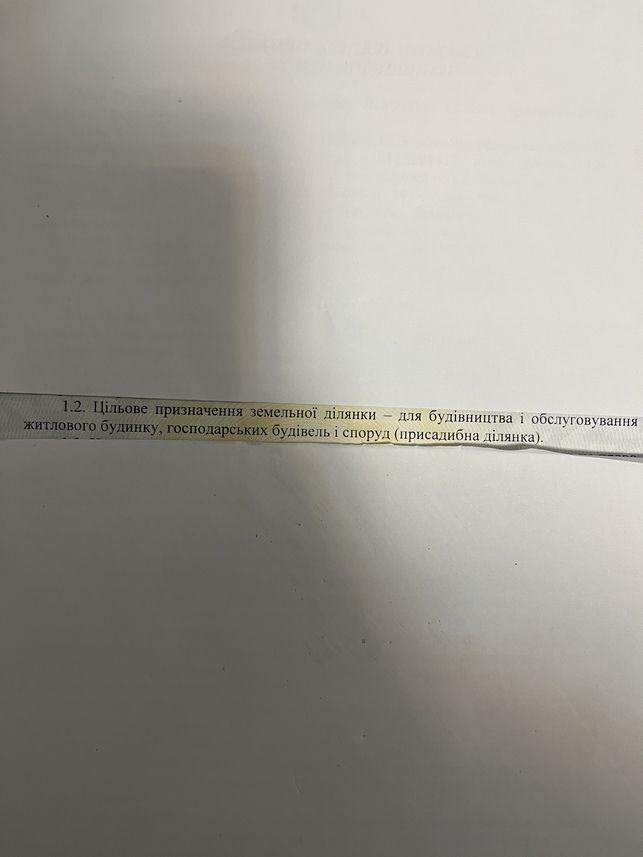 1.2. Цільове призначення земельної ділянки – для будівництва і обслуговування
житлового будинку, господарських будівель і споруд (присадибна ділянка).